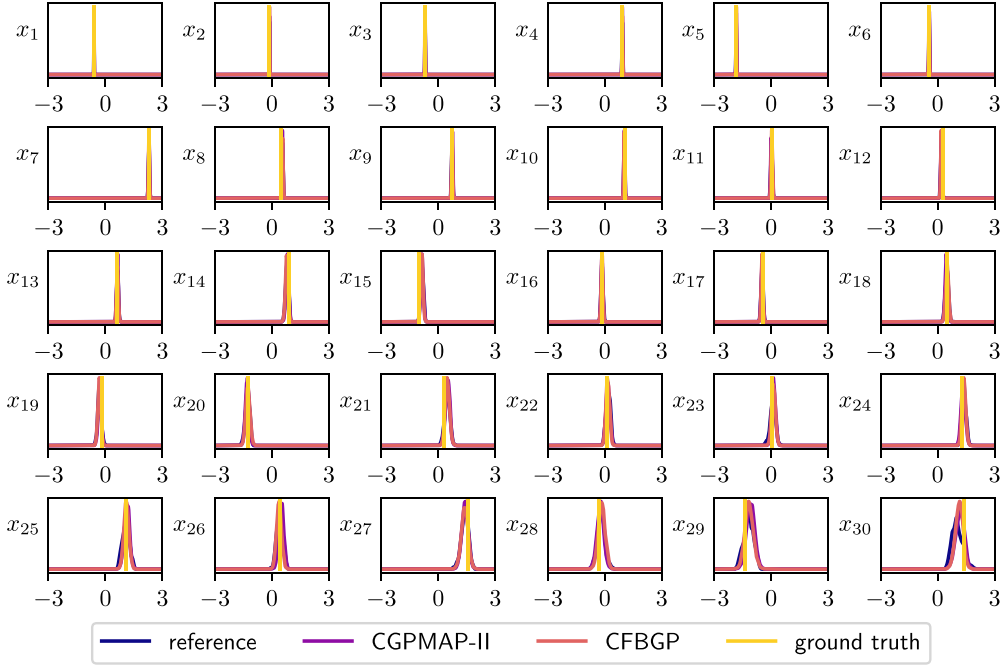 x1 x2 x3 x4 x5 x6
−3 0 3 −3 0 3 −3 0 3 −3 0 3 −3 0 3 −3 0 3
x7 x8 x9 x10 x11 x12
−3 0 3 −3 0 3 −3 0 3 −3 0 3 −3 0 3 −3 0 3
x13 x14 x15 x16 x17 x18
−3 0 3 −3 0 3 −3 0 3 −3 0 3 −3 0 3 −3 0 3
x19 x20 x21 x22 x23 x24
−3 0 3 −3 0 3 −3 0 3 −3 0 3 −3 0 3 −3 0 3
x25 x26 x27 x28 x29 x30
−3 0 3 −3 0 3 −3 0 3 −3 0 3 −3 0 3 −3 0 3
reference CGPMAP-II CFBGP ground truth